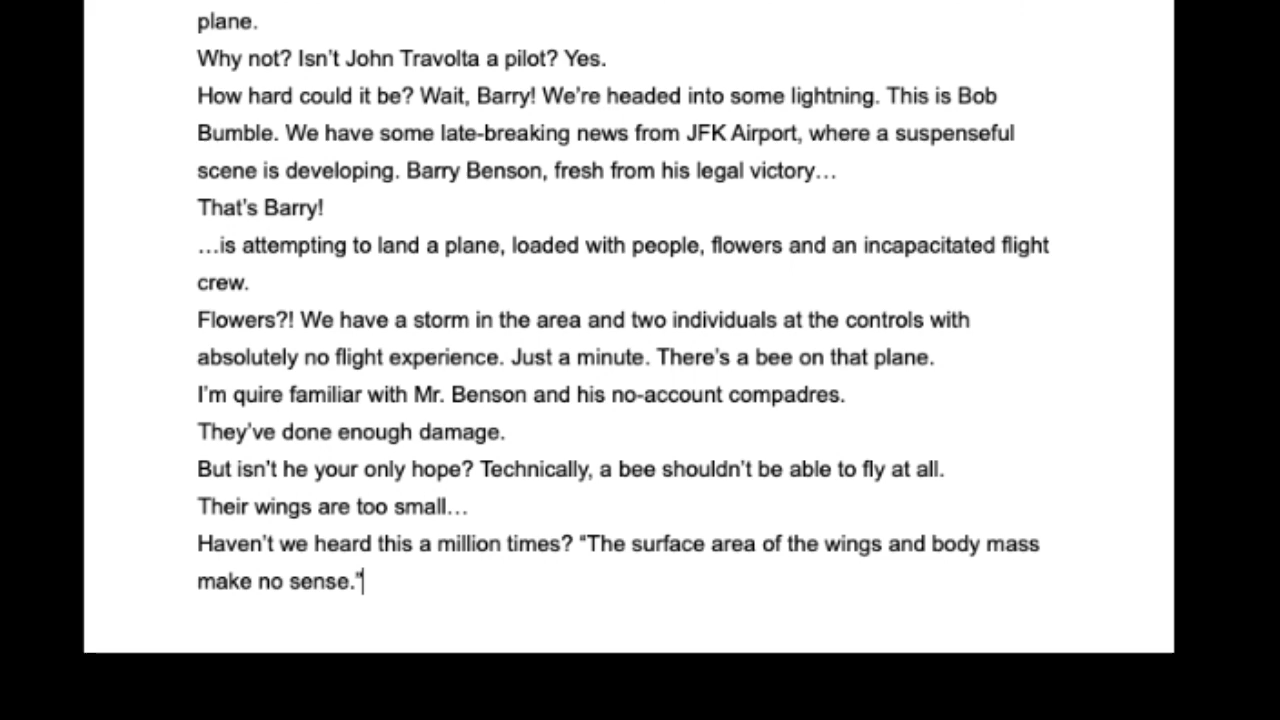 plane.
Why not? Isn’t John Travolta a pilot? Yes.
How hard could it be? Wait, Barry! We’re headed into some lightning. This is Bob
Bumble. We have some late-breaking news from JFK Airport, where a suspenseful
scene is developing. Barry Benson, fresh from his legal victory…
That’s Barry!
…is attempting to land a plane, loaded with people, flowers and an incapacitated flight
crew.
Flowers?! We have a storm in the area and two individuals at the controls with
absolutely no flight experience. Just a minute. There’s a bee on that plane.
I’m quire familiar with Mr. Benson and his no-account compadres.
They’ve done enough damage.
But isn’t he your only hope? Technically, a bee shouldn’t be able to fly at all.
Their wings are too small…
Haven’t we heard this a million times? “The surface area of the wings and body mass
make no sense.”